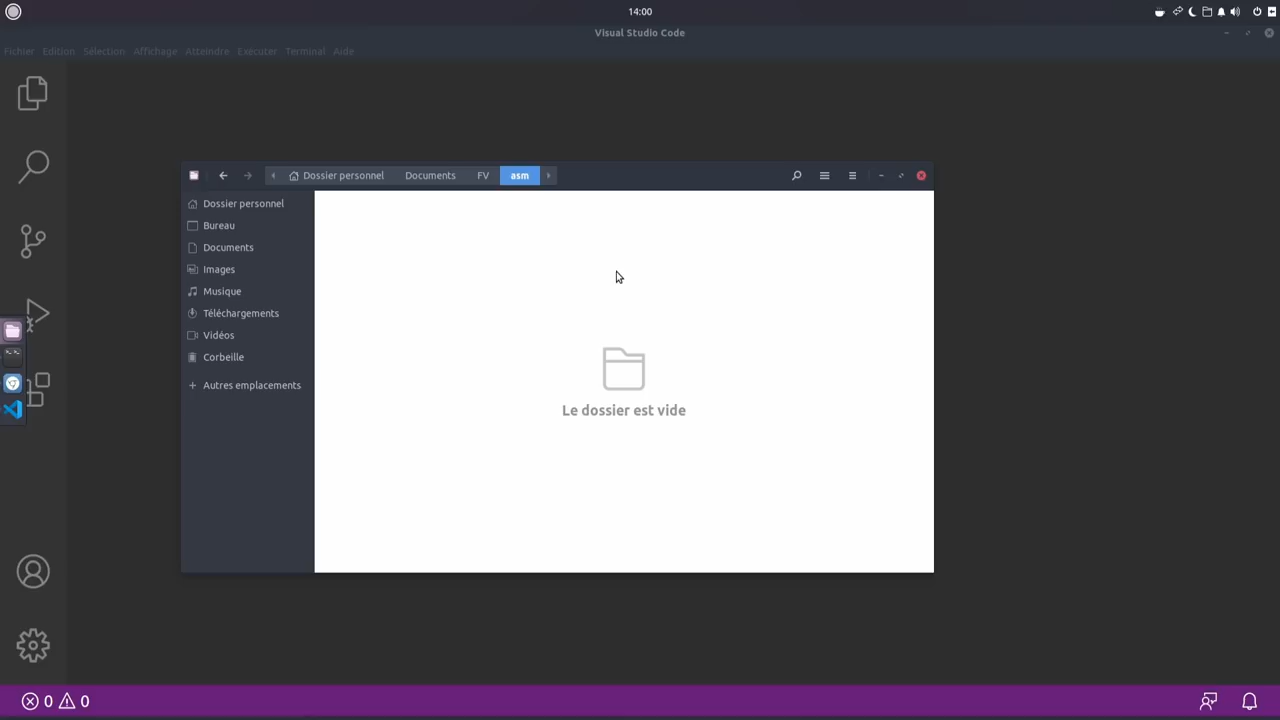 14:00
Visual Studio Code
Fichier Edition Sélection Affichage Atteindre Exécuter Terminal Aide
Dossier personnel Documents FV asm
Dossier personnel
Bureau
Documents
Images
Musique
Téléchargements
Vidéos
Corbeille
Autres emplacements
Le dossier est vide
0 0